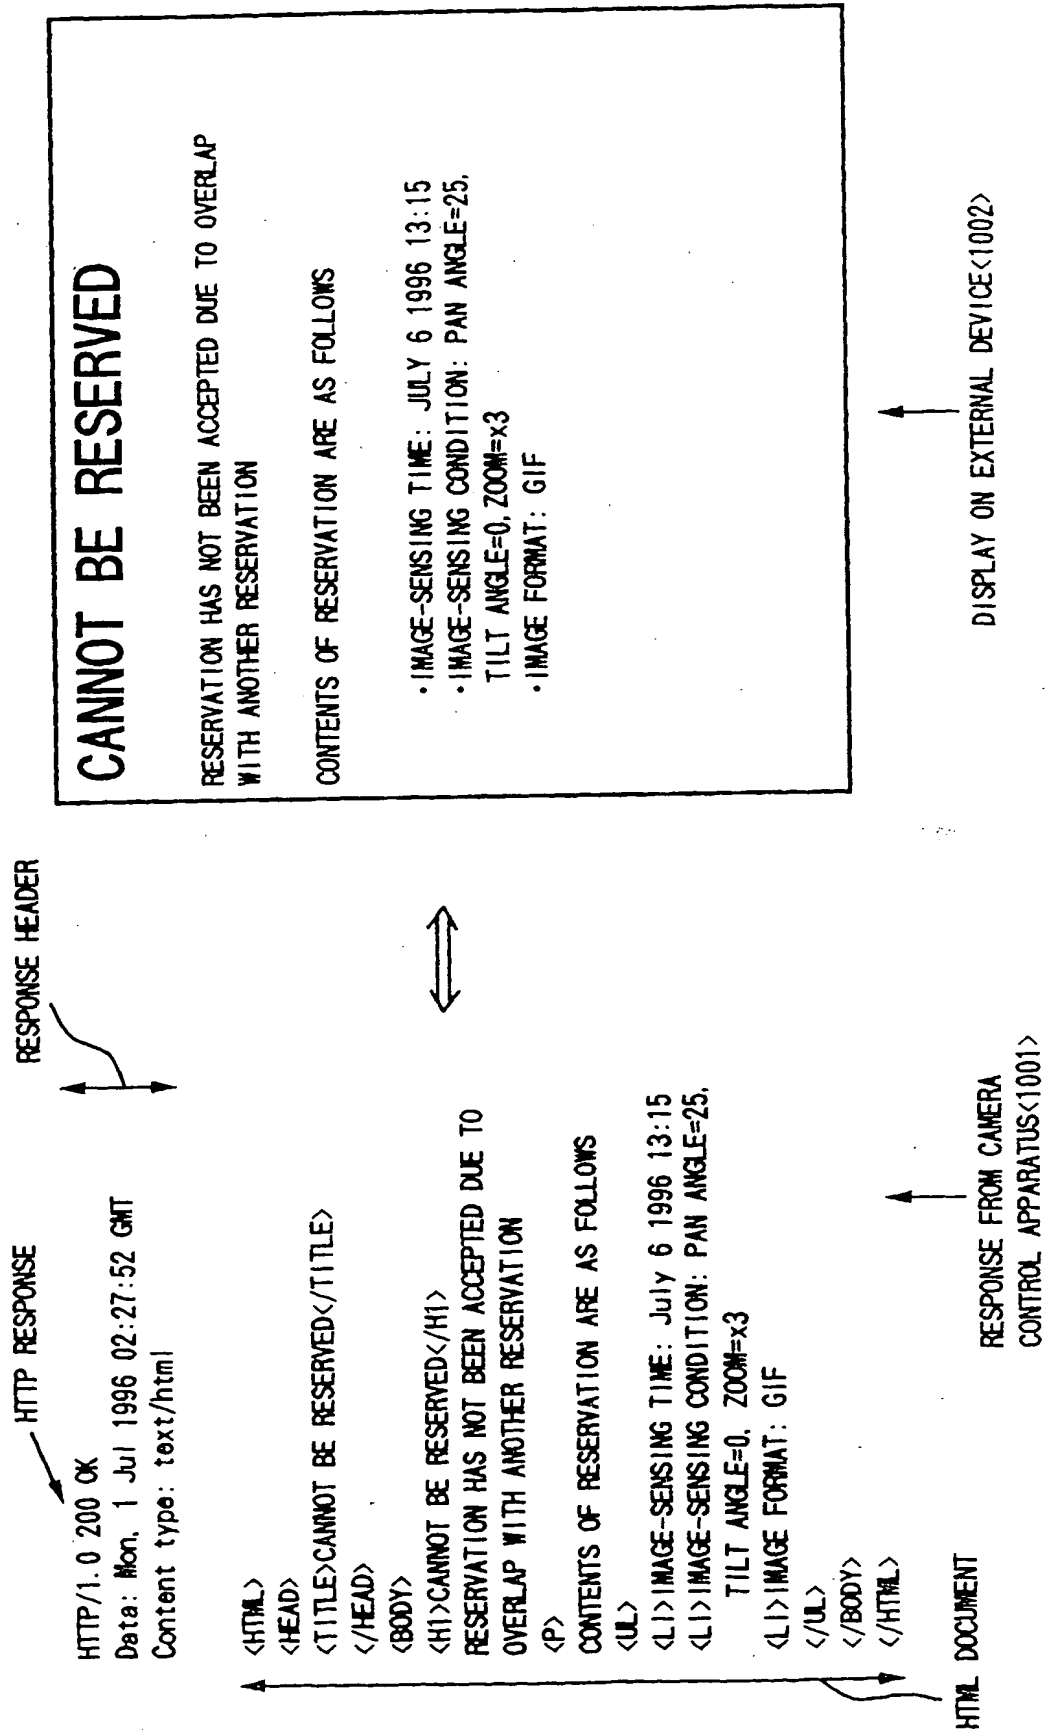 HTTP RESPONSE
RESPONSE HEADER
HTTP/1.0 200 OK
Data: Mon, 1 Jul 1996 02:27:52 GMT
Content type: text/html
<HTML>
<HEAD>
<TITLE>CANNOT BE RESERVED</TITLE>
</HEAD>
<BODY>
<H1>CANNOT BE RESERVED</H1>
RESERVATION HAS NOT BEEN ACCEPTED DUE TO
OVERLAP WITH ANOTHER RESERVATION
<P>
CONTENTS OF RESERVATION ARE AS FOLLOWS
<UL>
<LI>IMAGE-SENSING TIME: July 6 1996 13:15
<LI>IMAGE-SENSING CONDITION: PAN ANGLE=25,
TILT ANGLE=0, ZOOM=x3
<LI>IMAGE FORMAT: GIF
</UL>
</BODY>
</HTML>
HTML DOCUMENT
RESPONSE FROM CAMERA
CONTROL APPARATUS<1001>
CANNOT BE RESERVED
RESERVATION HAS NOT BEEN ACCEPTED DUE TO OVERLAP
WITH ANOTHER RESERVATION
CONTENTS OF RESERVATION ARE AS FOLLOWS
・IMAGE-SENSING TIME: JULY 6 1996 13:15
・IMAGE-SENSING CONDITION: PAN ANGLE=25,
TILT ANGLE=0, ZOOM=x3
・IMAGE FORMAT: GIF
DISPLAY ON EXTERNAL DEVICE<1002>